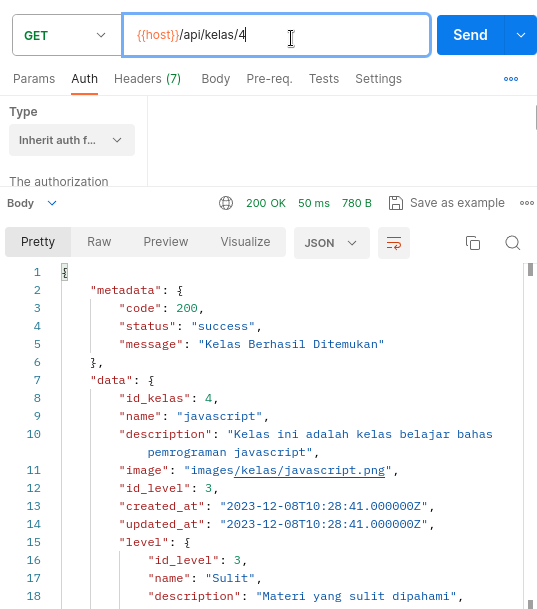 GET {{host}}/api/kelas/4 Send
Params Auth Headers (7) Body Pre-req. Tests Settings
Type
Inherit auth f...
The authorization
Body 200 OK 50 ms 780 B Save as example
Pretty Raw Preview Visualize JSON
1 {
2 "metadata": {
3 "code": 200,
4 "status": "success",
5 "message": "Kelas Berhasil Ditemukan"
6 },
7 "data": {
8 "id_kelas": 4,
9 "name": "javascript",
10 "description": "Kelas ini adalah kelas belajar bahas
pemrograman javascript",
11 "image": "images/kelas/javascript.png",
12 "id_level": 3,
13 "created_at": "2023-12-08T10:28:41.000000Z",
14 "updated_at": "2023-12-08T10:28:41.000000Z",
15 "level": {
16 "id_level": 3,
17 "name": "Sulit",
18 "description": "Materi yang sulit dipahami",